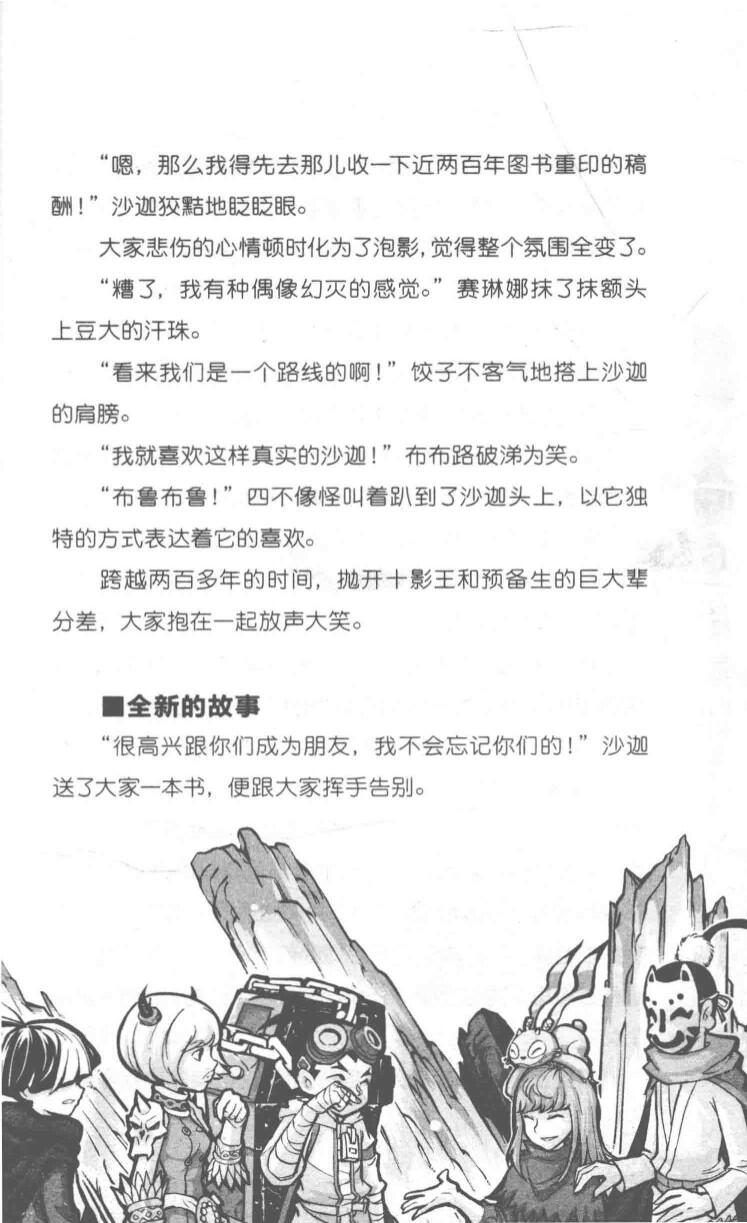 “嗯，那么我得先去那儿收一下近两百年图书重印的稿
酬！”沙迦狡黠地眨眨眼。
大家悲伤的心情顿时化为了泡影,觉得整个氛围全变了。
“糟了，我有种偶像幻灭的感觉。”赛琳娜抹了抹额头
上豆大的汗珠。
“看来我们是一个路线的啊！”饺子不客气地搭上沙迦
的肩膀。
“我就喜欢这样真实的沙迦！”布布路破涕为笑。
“布鲁布鲁！”四不像怪叫着趴到了沙迦头上，以它独
特的方式表达着它的喜欢。
跨越两百多年的时间，抛开十影王和预备生的巨大辈
分差，大家抱在一起放声大笑。
■全新的故事
“很高兴跟你们成为朋友，我不会忘记你们的！”沙迦
送了大家一本书，便跟大家挥手告别。